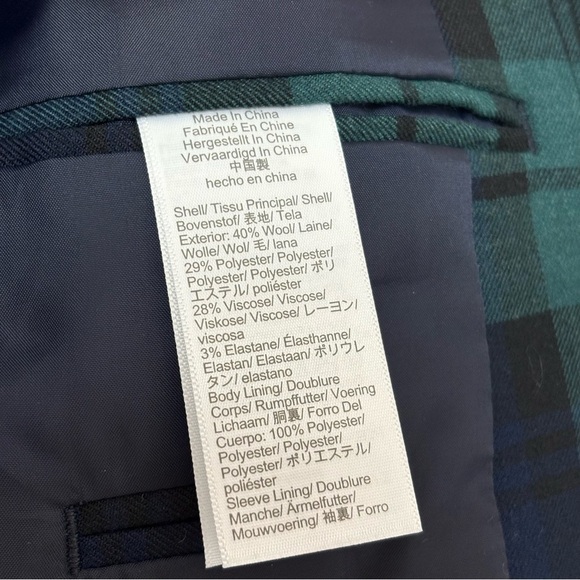 Made In China
Fabriqué En Chine
Hergestellt In China
Vervaardigd In China
中国製
hecho en china
Shell/ Tissu Principal/ Shell/
Bovenstof/ 表地/ Tela
Exterior: 40% Wool/ Laine/
Wolle/ Wol/ 毛/ lana
29% Polyester/ Polyester/
Polyester/ Polyester/ ポリ
エステル/ poliéster
28% Viscose/ Viscose/
Viskose/ Viscose/ レーヨン/
viscosa
3% Elastane/ Élasthanne/
Elastan/ Elastaan/ ポリウレ
タン/ elastano
Body Lining/ Doublure
Corps/ Rumpffutter/ Voering
Lichaam/ 胴裏/ Forro Del
Cuerpo: 100% Polyester/
Polyester/ Polyester/
Polyester/ ポリエステル/
poliéster
Sleeve Lining/ Doublure
Manche/ Ärmelfutter/
Mouwvoering/ 袖裏/ Forro